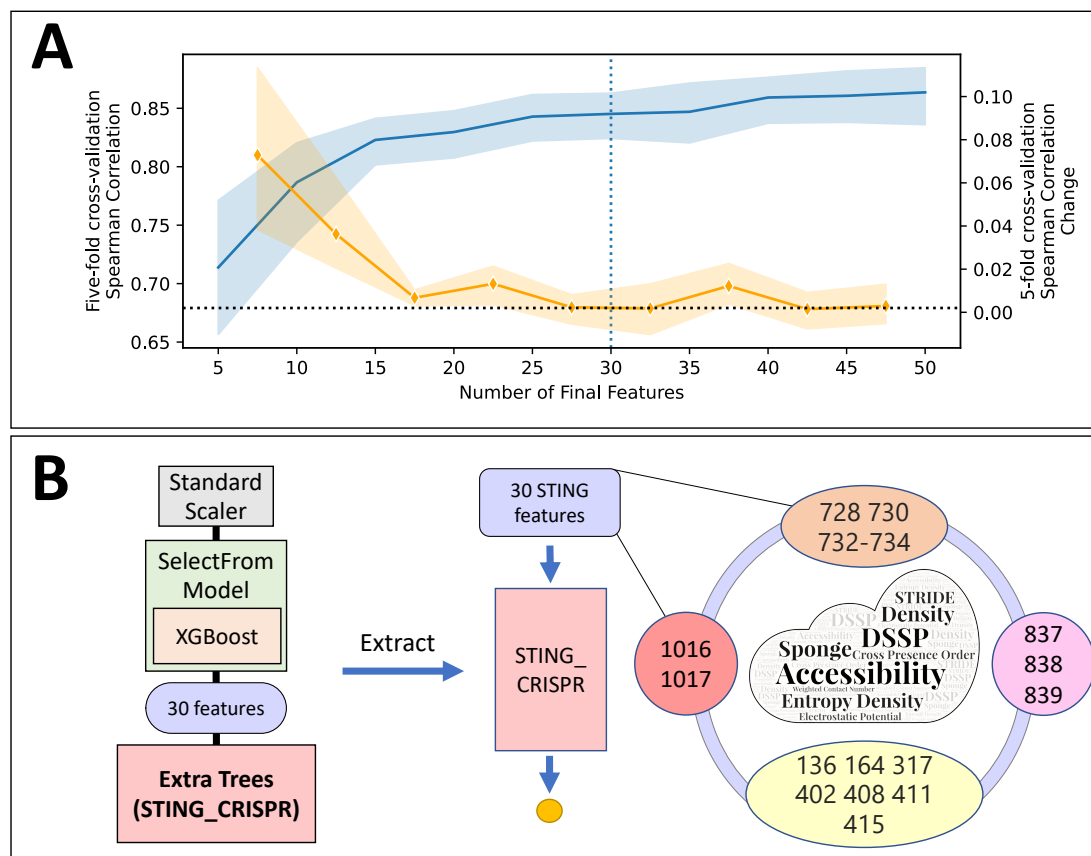 A
Five-fold cross-validation
Spearman Correlation
0.85
0.80
0.75
0.70
0.65
0.10
0.08
0.06
0.04
0.02
0.00
5-fold cross-validation
Spearman Correlation
Change
5 10 15 20 25 30 35 40 45 50
Number of Final Features
B
Standard
Scaler
SelectFrom
Model
XGBoost
30 features
Extra Trees
(STING_CRISPR)
Extract
30 STING
features
STING_
CRISPR
728 730
732-734
1016
1017
837
838
839
136 164 317
402 408 411
415
STRIDE
DSSP
Density
Sponge DSSP
Cross Presence Order
Accessibility
Weighted Contact Number
Entropy Density
Electrostatic Potential